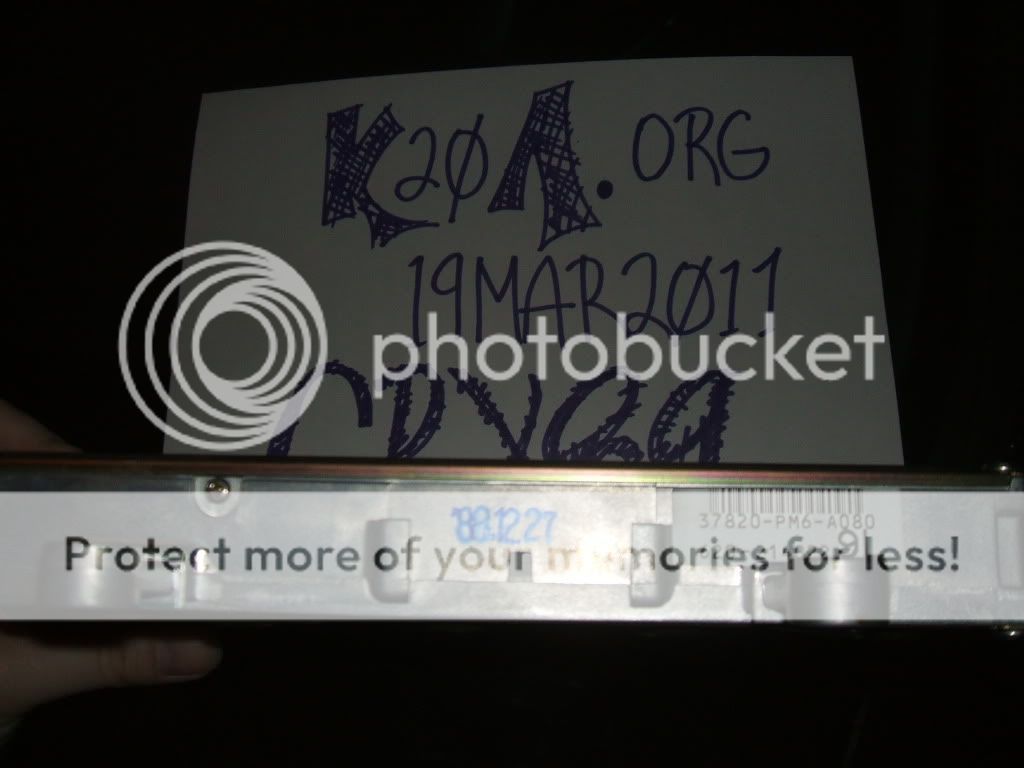 K20A.ORG
19MAR2011
photobucket
37820-PM6-A080
'88.12.27
Protect more of your memories for less!